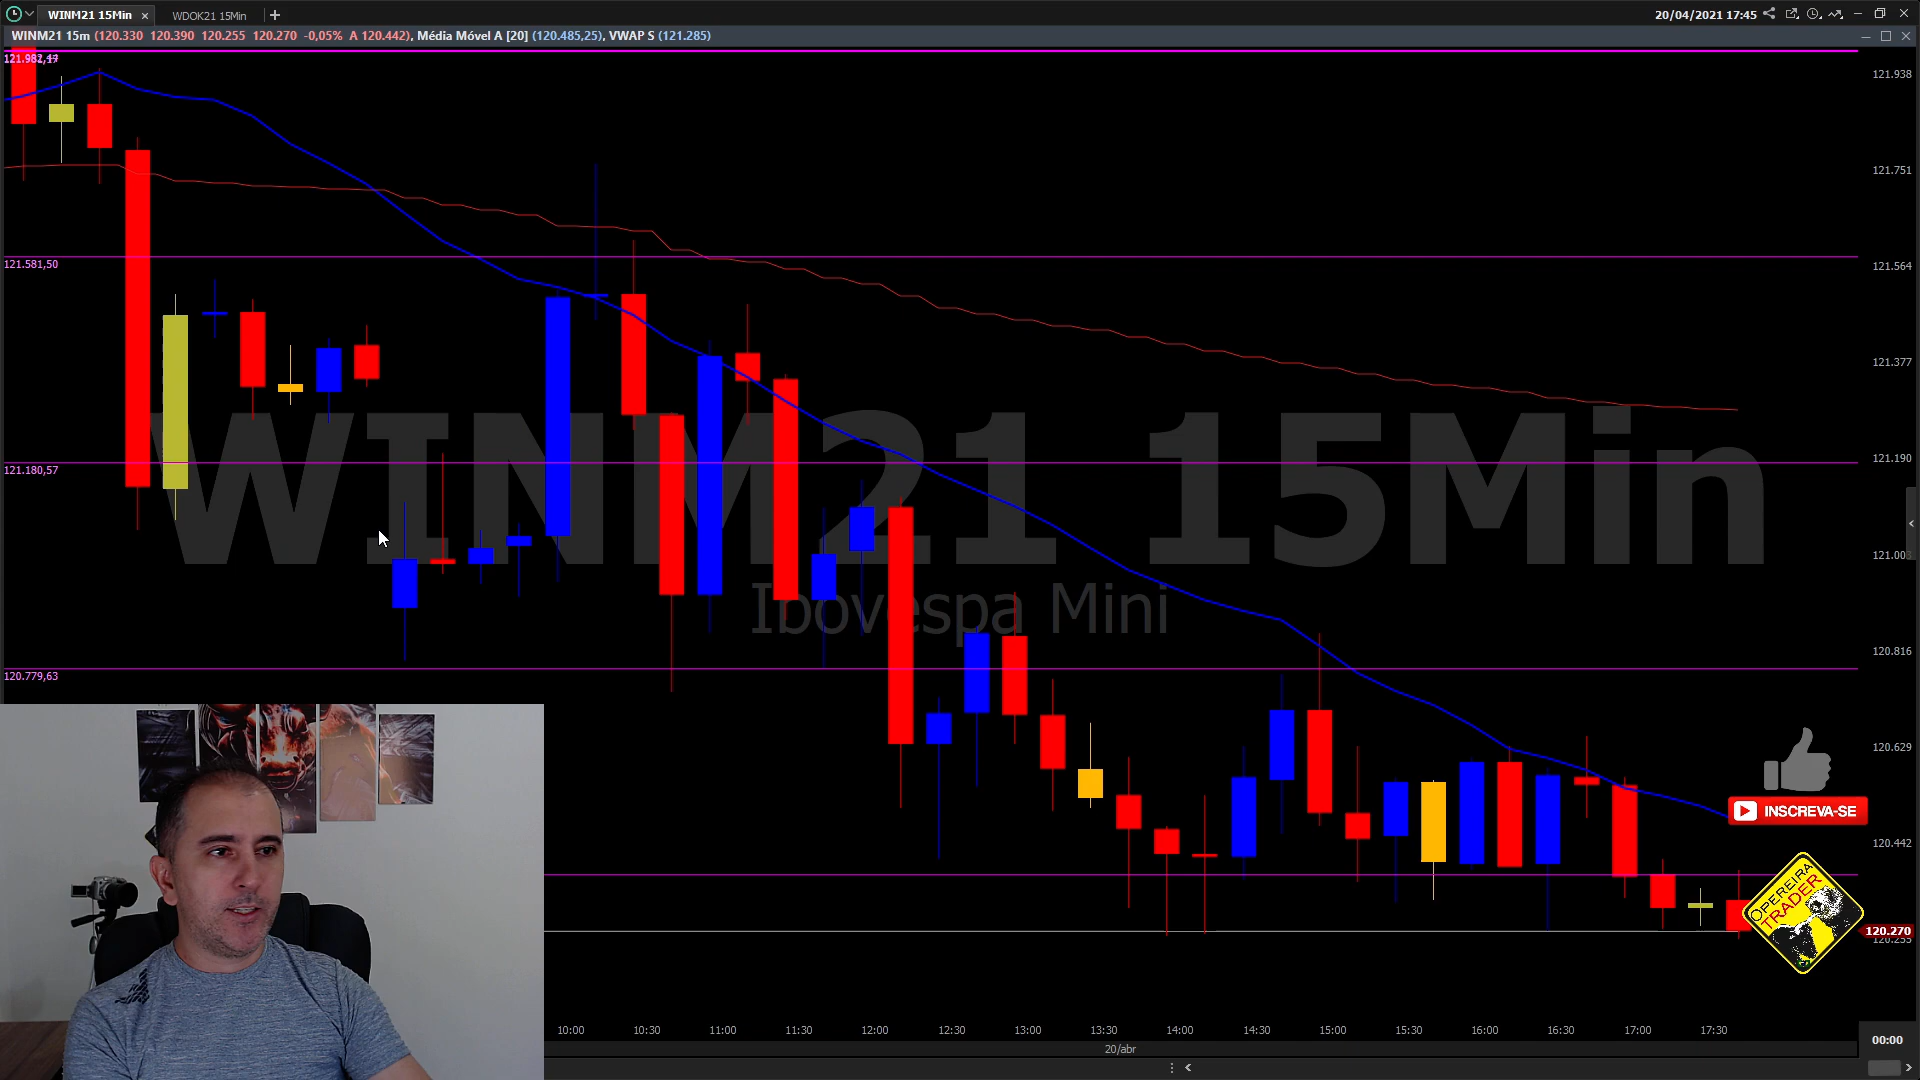 WINM21 15Min
WDOK21 15Min
20/04/2021 17:45
WINM21 15m (120.330 120.390 120.255 120.270 -0,05% A 120.442), Média Móvel A [20] (120.485,25), VWAP S (121.285)
121.938
121.751
121.581,50
121.564
121.377
121.180,57
121.190
WINM21 15Min
121.003
Ibovespa Mini
120.816
120.779,63
120.629
INSCREVA-SE
120.442
OPEREIRA
TRADER
120.270
120.255
10:00 10:30 11:00 11:30 12:00 12:30 13:00 13:30 14:00 14:30 15:00 15:30 16:00 16:30 17:00 17:30
00:00
20/abr